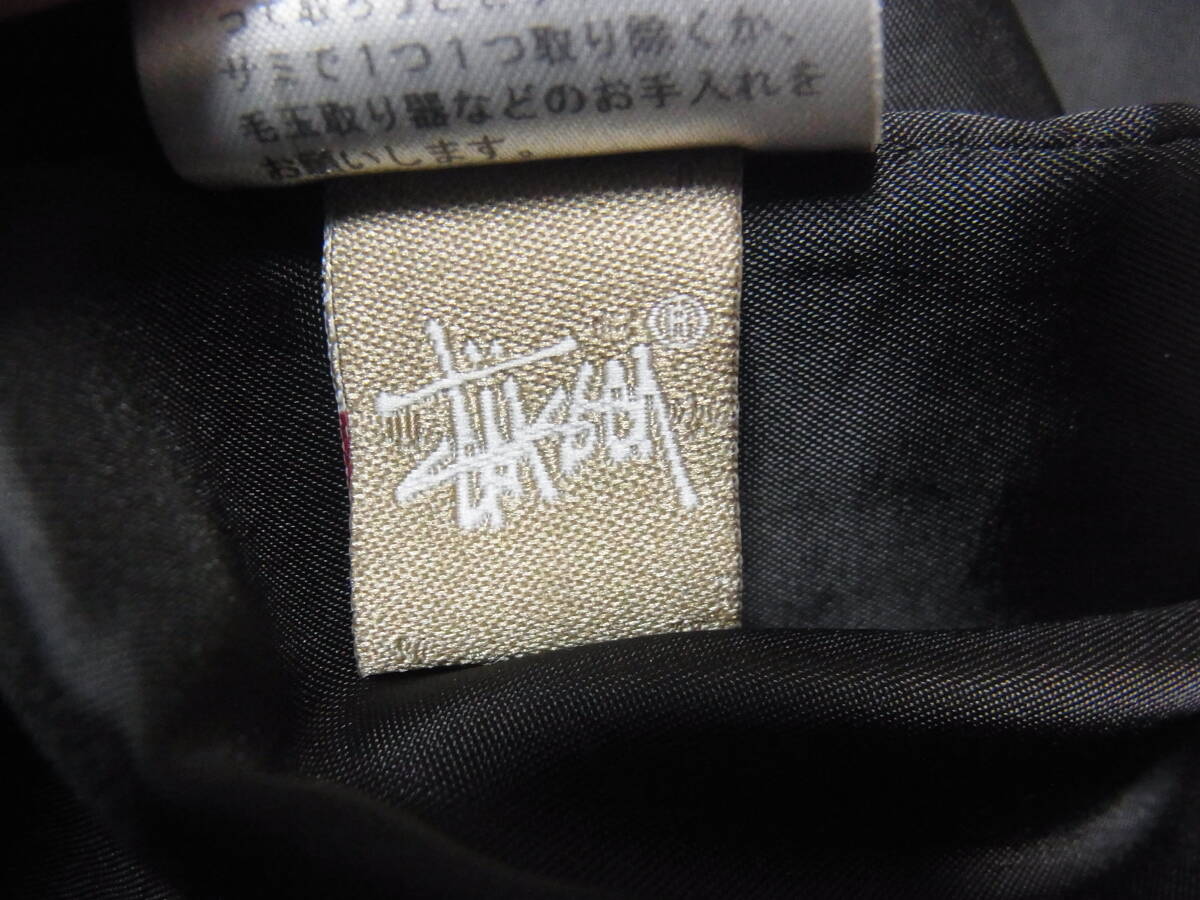 サミで1つ1つ取り除くか、
毛玉取り器などのお手入れを
お願いします。
Stüssy ®